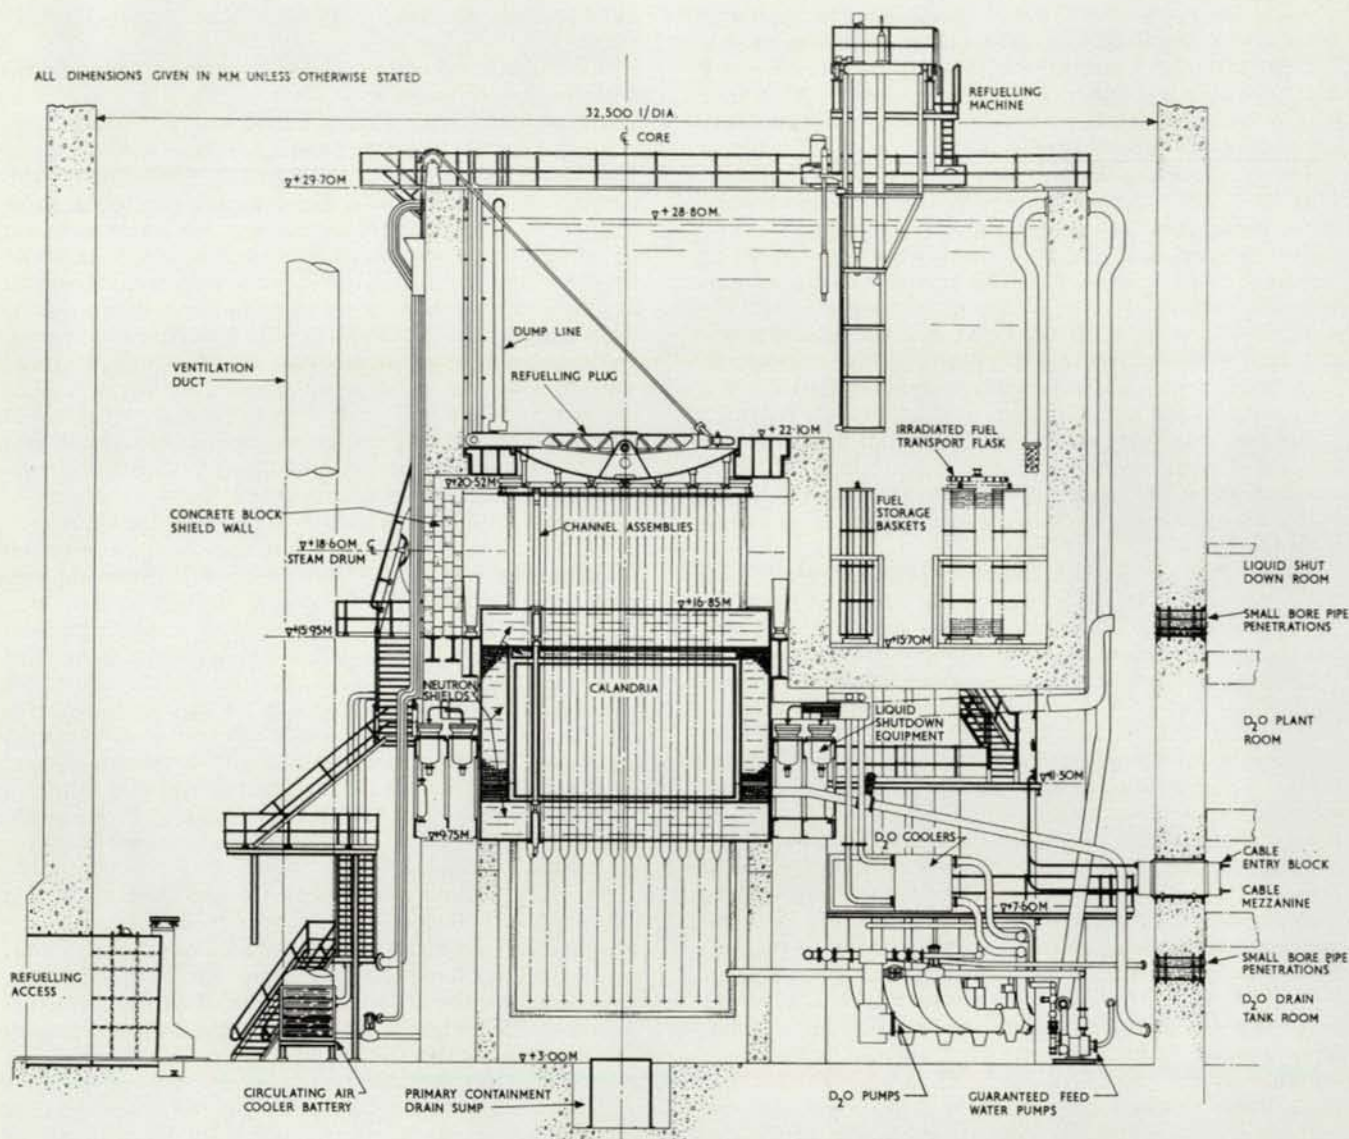 ALL DIMENSIONS GIVEN IN M.M. UNLESS OTHERWISE STATED
REFUELLING
MACHINE
32,500 I/DIA.
℄ CORE
+29·70M
+28·80M.
DUMP LINE
VENTILATION
DUCT
REFUELLING PLUG
+22·10M
IRRADIATED FUEL
TRANSPORT FLASK
+20·52M
CONCRETE BLOCK
SHIELD WALL
CHANNEL ASSEMBLIES
FUEL
STORAGE
BASKETS
+18·60M ℄
STEAM DRUM
LIQUID SHUT
DOWN ROOM
+16·85M
SMALL BORE PIPE
PENETRATIONS
+15·95M
+15·70M
NEUTRON
SHIELDS
CALANDRIA
LIQUID
SHUTDOWN
EQUIPMENT
D2O PLANT
ROOM
+11·50M
+9·75M
D2O COOLERS
CABLE
ENTRY BLOCK
CABLE
MEZZANINE
+7·60M
REFUELLING
ACCESS
SMALL BORE PIPE
PENETRATIONS
D2O DRAIN
TANK ROOM
+3·00M
CIRCULATING AIR
COOLER BATTERY
PRIMARY CONTAINMENT
DRAIN SUMP
D2O PUMPS
GUARANTEED FEED
WATER PUMPS